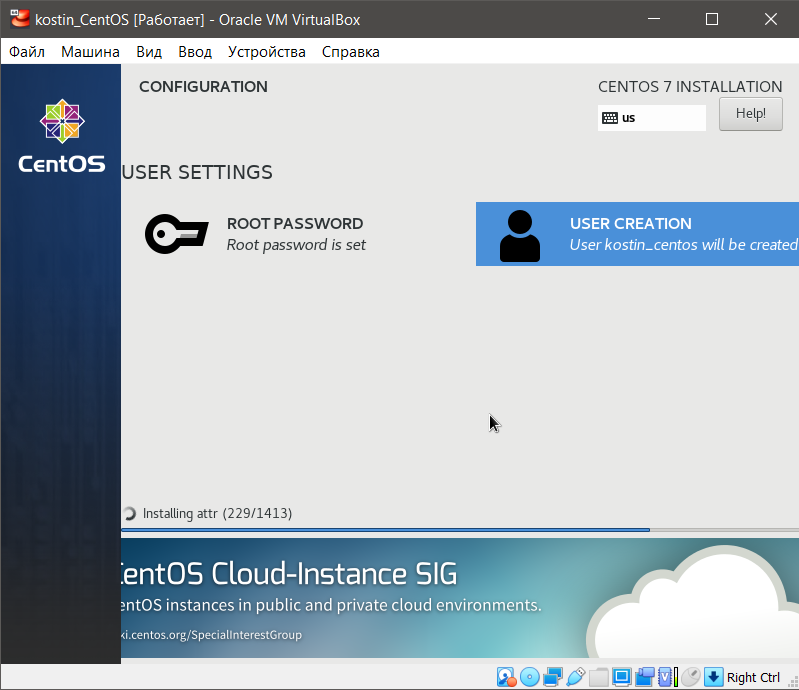 kostin_CentOS [Работает] - Oracle VM VirtualBox
Файл Машина Вид Ввод Устройства Справка
CentOS
CONFIGURATION
CENTOS 7 INSTALLATION
us
Help!
USER SETTINGS
ROOT PASSWORD
Root password is set
USER CREATION
User kostin_centos will be created
Installing attr (229/1413)
CentOS Cloud-Instance SIG
entOS instances in public and private cloud environments.
ki.centos.org/SpecialInterestGroup
Right Ctrl